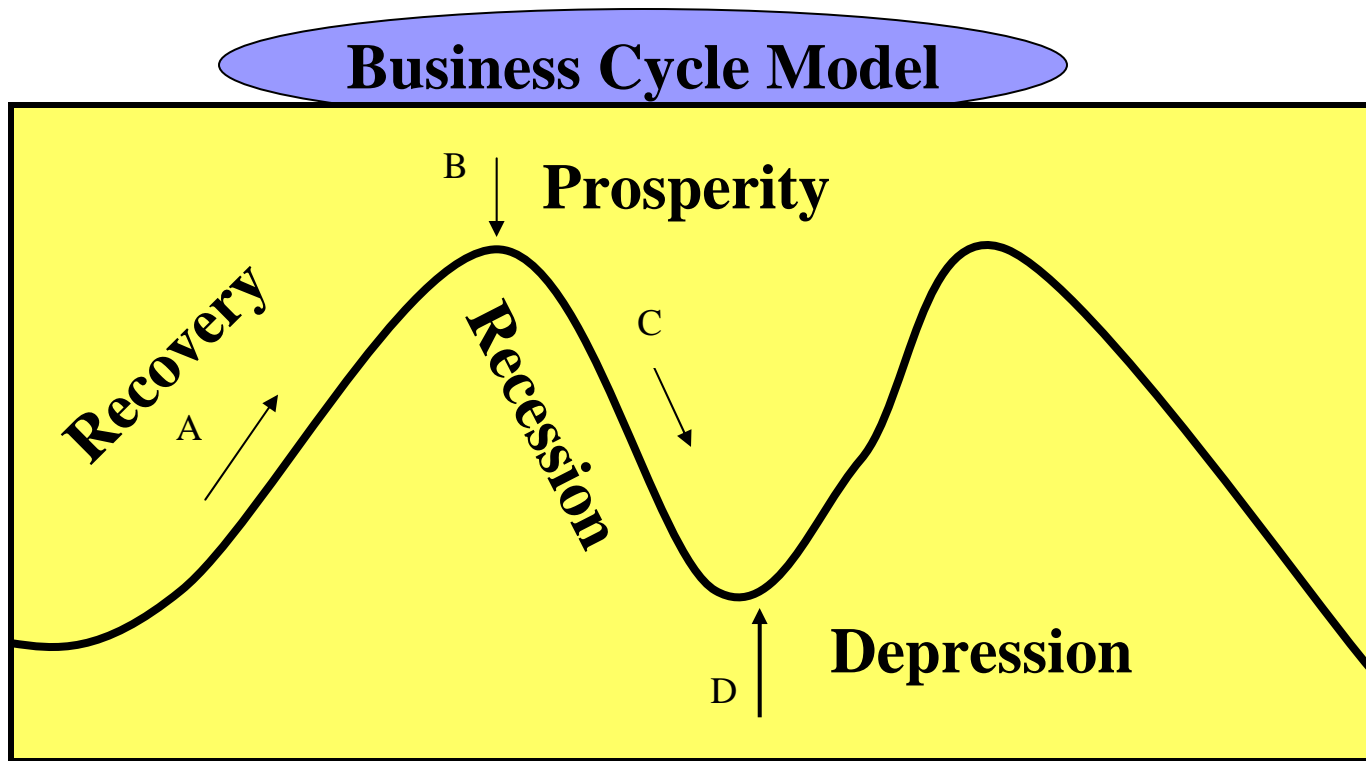 Business Cycle Model
B
Prosperity
Recovery
A
Recession
C
Depression
D